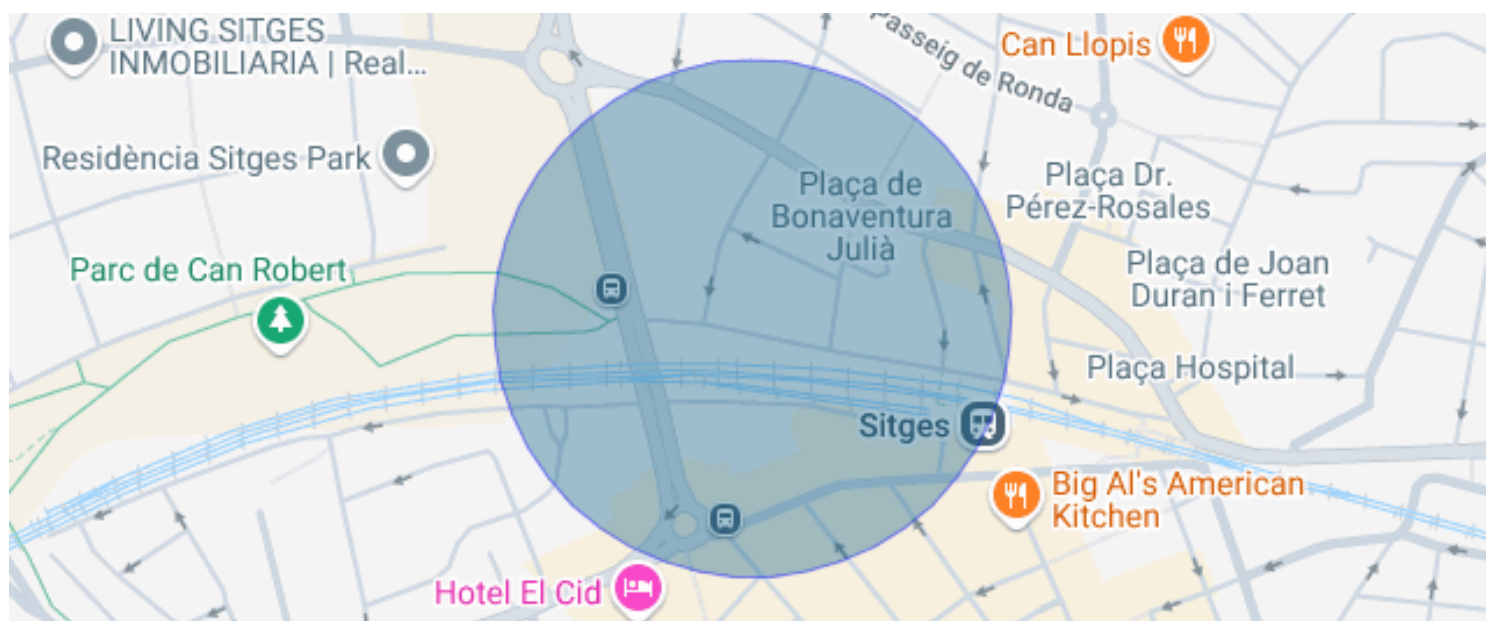 LIVING SITGES
INMOBILIARIA | Real...
Can Llopis
Passeig de Ronda
Residència Sitges Park
Plaça de
Bonaventura
Julià
Plaça Dr.
Pérez-Rosales
Parc de Can Robert
Plaça de Joan
Duran i Ferret
Plaça Hospital
Sitges
Big Al's American
Kitchen
Hotel El Cid